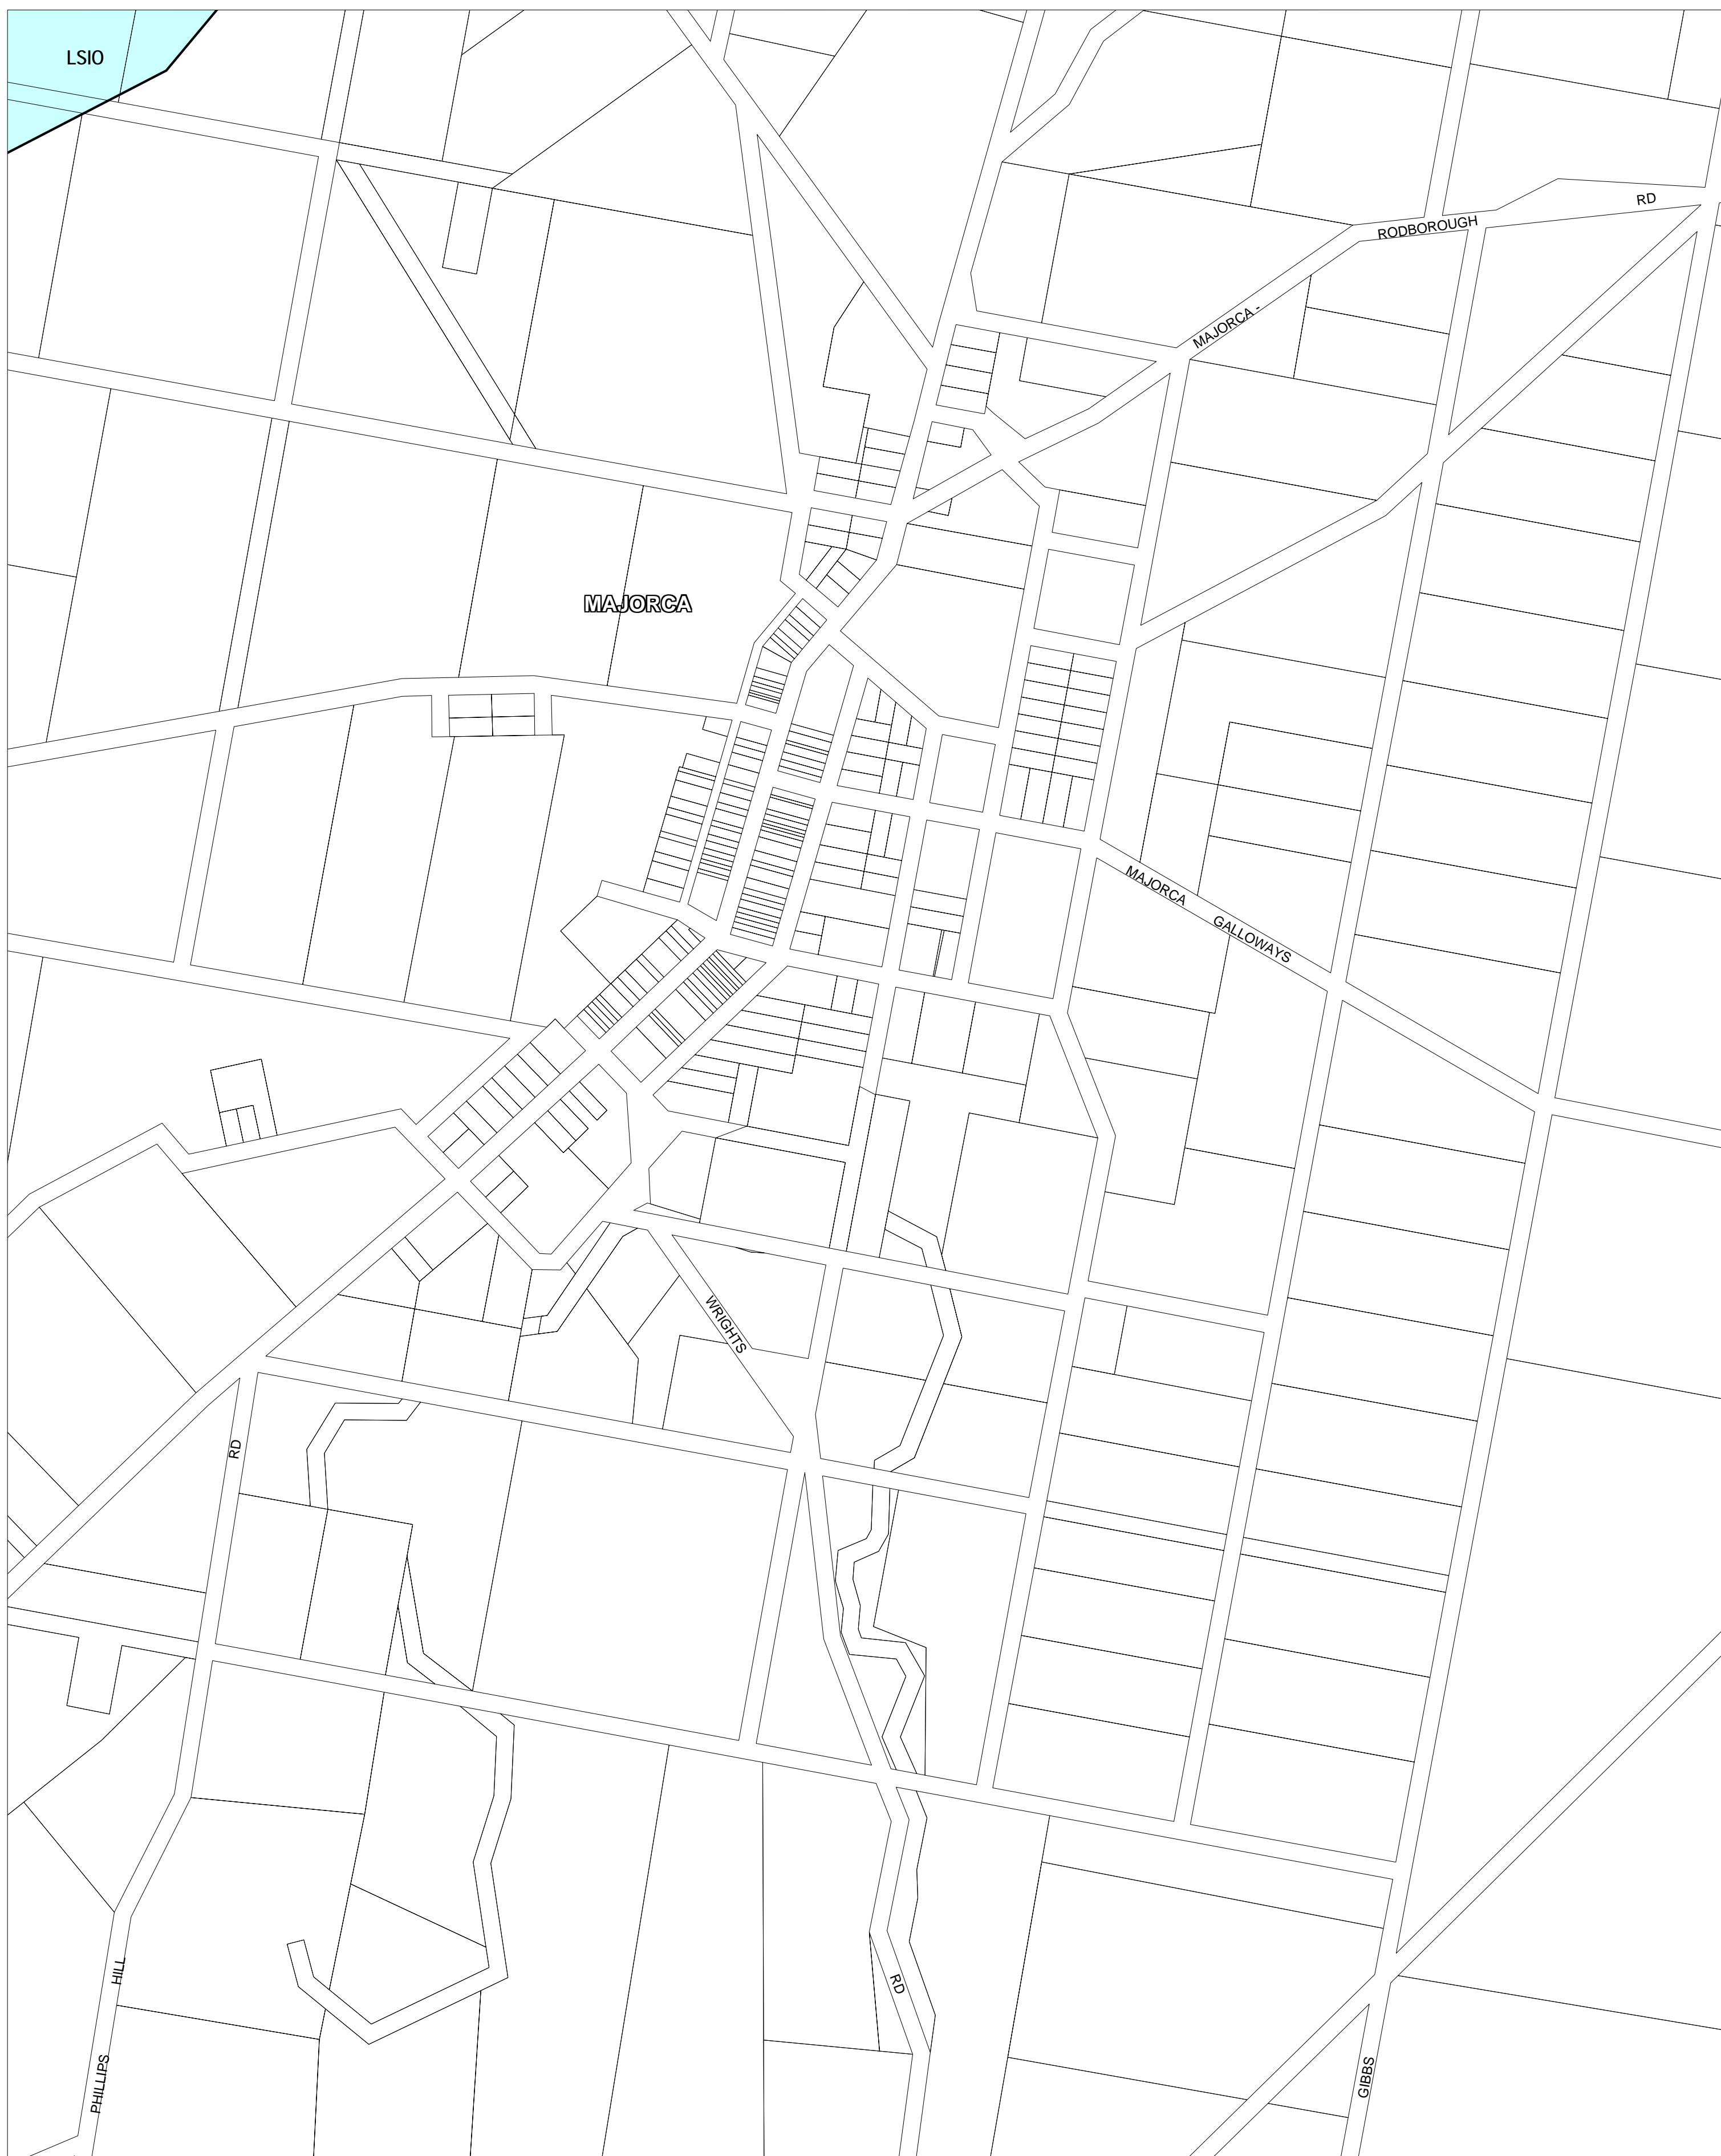 LSIO
RD
RODBOROUGH
MAJORCA -
MAJORCA
MAJORCA
GALLOWAYS
WRIGHTS
RD
HILL
RD
PHILLIPS
GIBBS